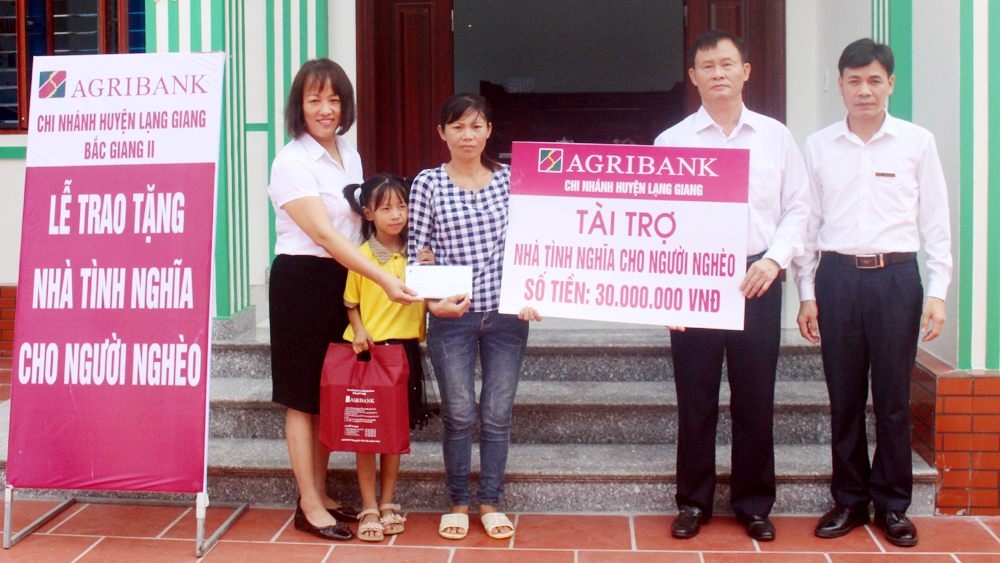 AGRIBANK
CHI NHÁNH HUYỆN LẠNG GIANG
BẮC GIANG II
LỄ TRAO TẶNG
NHÀ TÌNH NGHĨA
CHO NGƯỜI NGHÈO
AGRIBANK
CHI NHÁNH HUYỆN LẠNG GIANG
TÀI TRỢ
NHÀ TÌNH NGHĨA CHO NGƯỜI NGHÈO
SỐ TIỀN: 30.000.000 VNĐ
AGRIBANK